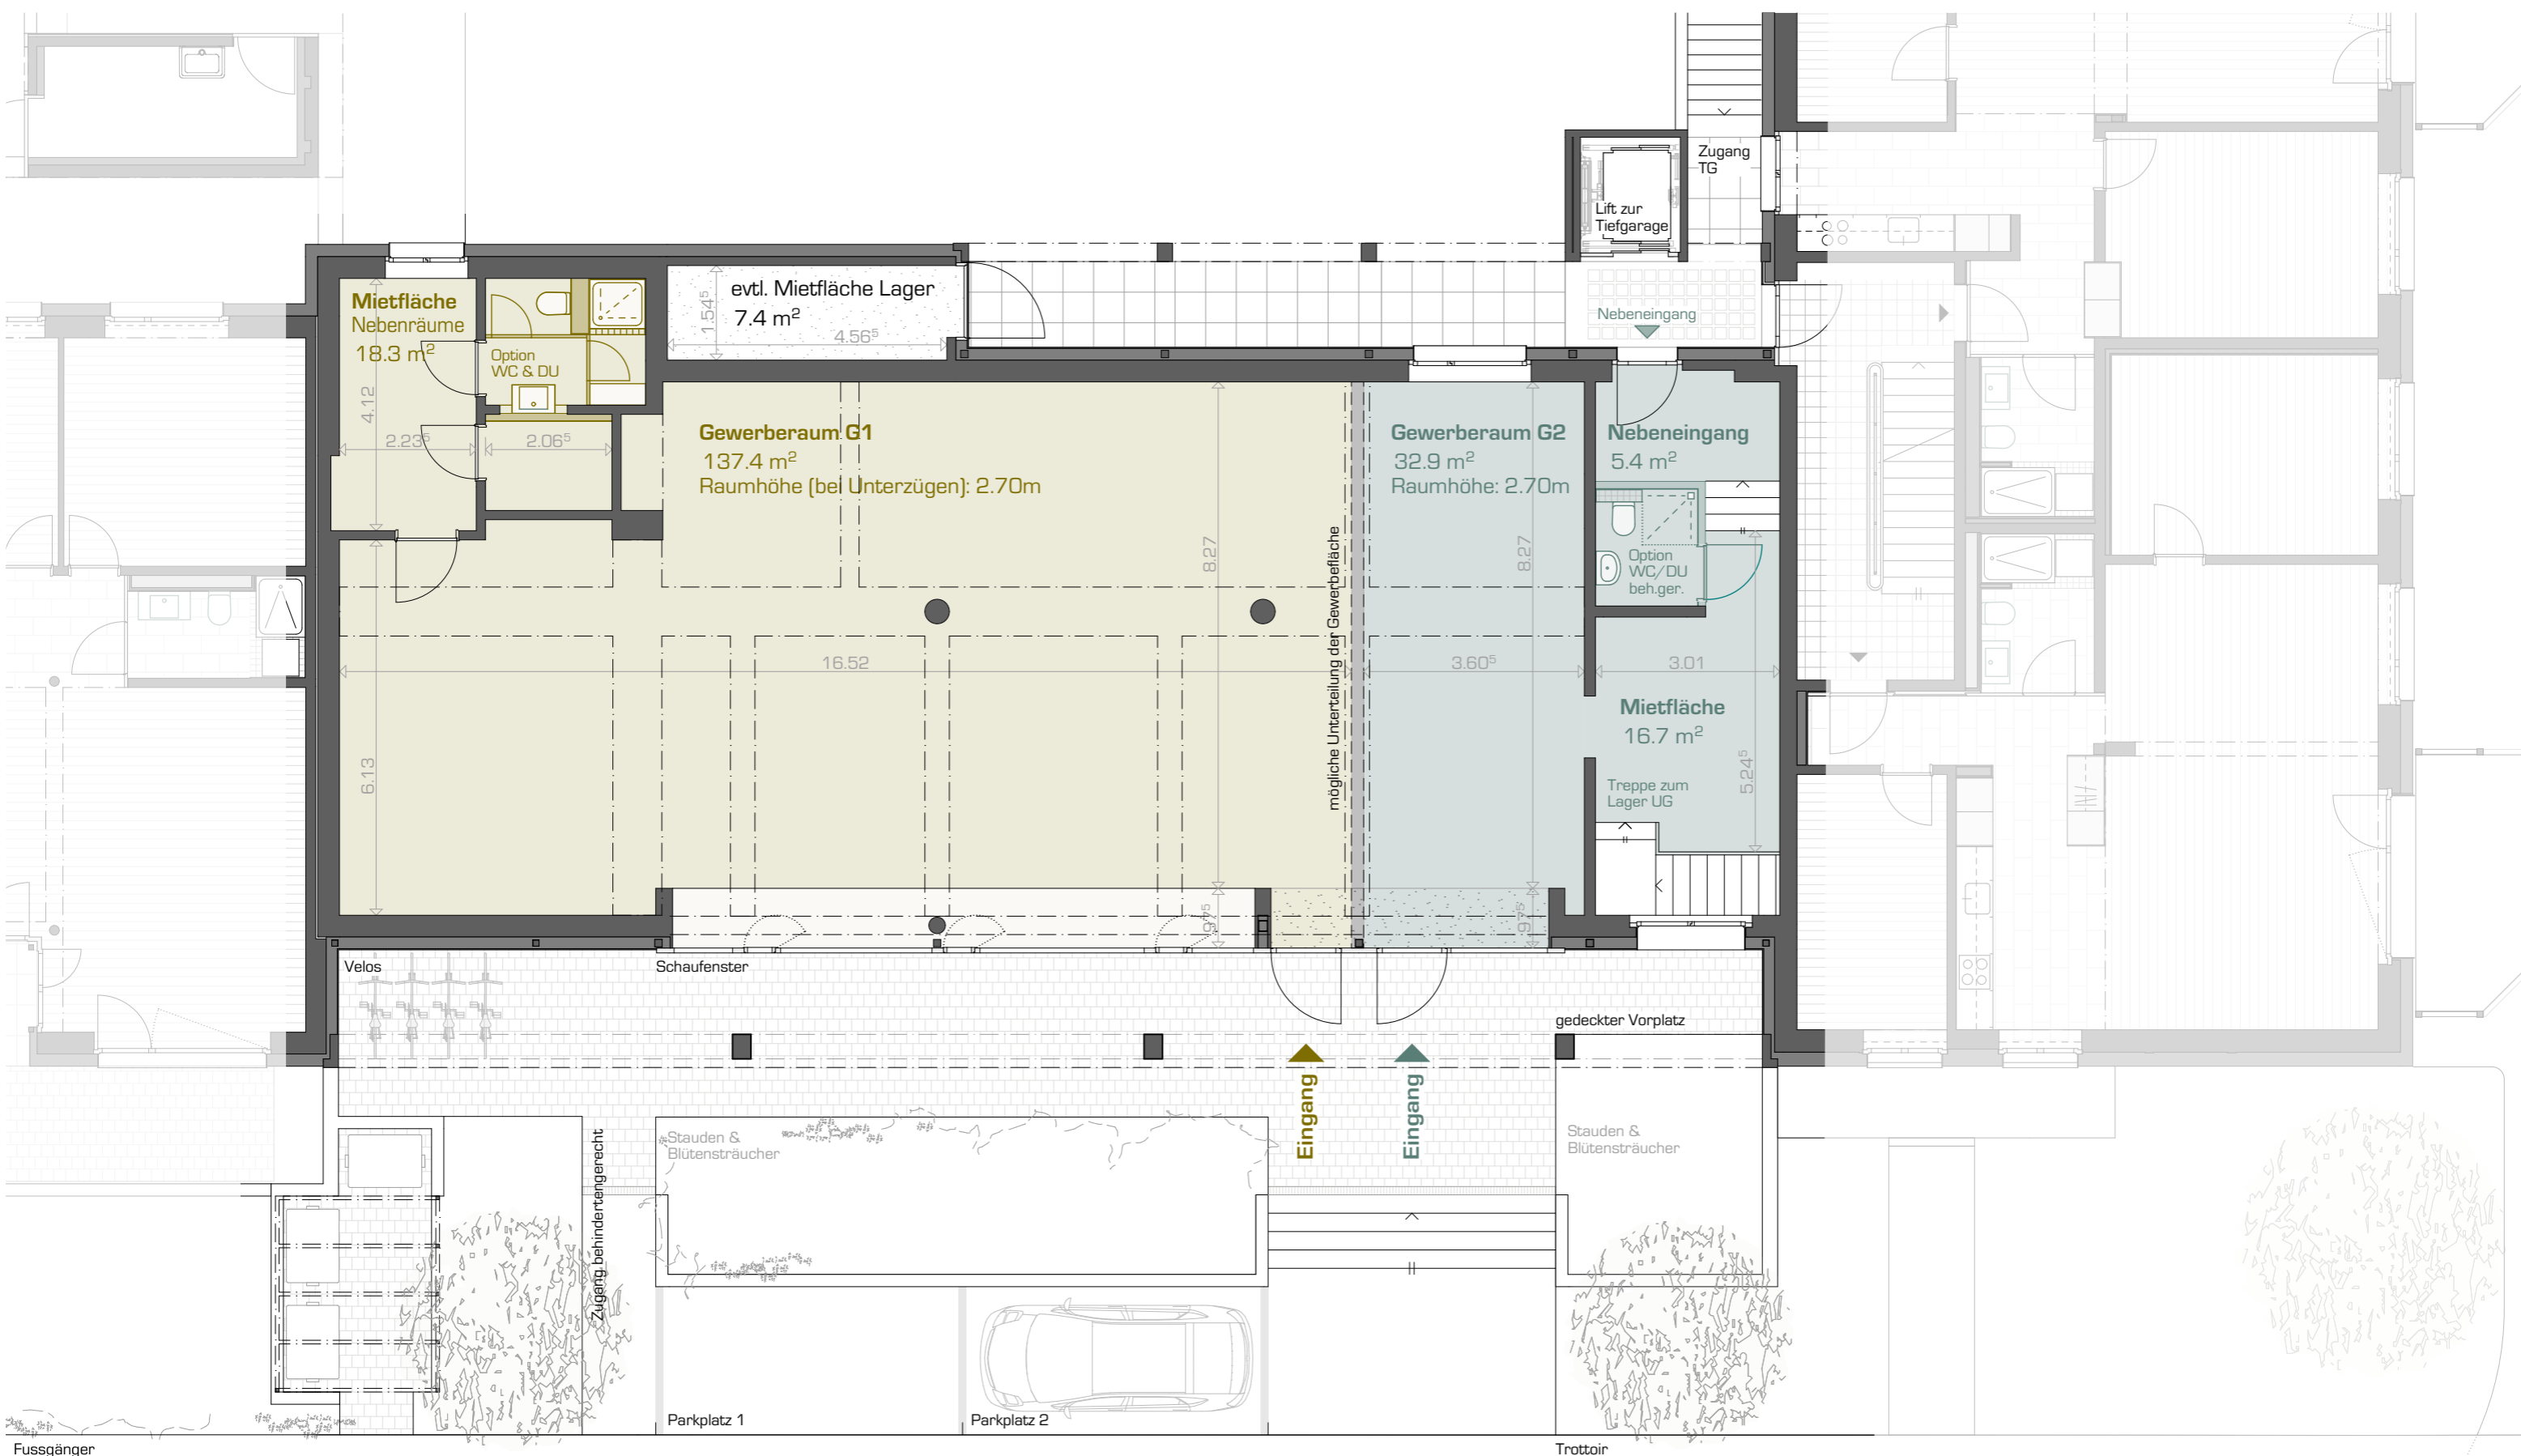 Zugang
TG
Lift zur
Tiefgarage
Mietfläche
Nebenräume
18.3 m²
evtl. Mietfläche Lager
7.4 m²
1.54⁵
4.56⁵
Nebeneingang
Option
WC & DU
4.12
2.23⁵
2.06⁵
Gewerberaum G1
137.4 m²
Raumhöhe (bei Unterzügen): 2.70m
Gewerberaum G2
32.9 m²
Raumhöhe: 2.70m
Nebeneingang
5.4 m²
8.27
8.27
Option
WC/DU
beh.ger.
mögliche Unterteilung der Gewerbefläche
16.52
3.60⁵
3.01
6.13
Mietfläche
16.7 m²
5.24⁵
Treppe zum
Lager UG
Velos
Schaufenster
gedeckter Vorplatz
Eingang
Eingang
Zugang behindertengerecht
Stauden &
Blütensträucher
Stauden &
Blütensträucher
Parkplatz 1
Parkplatz 2
Fussgänger
Trottoir